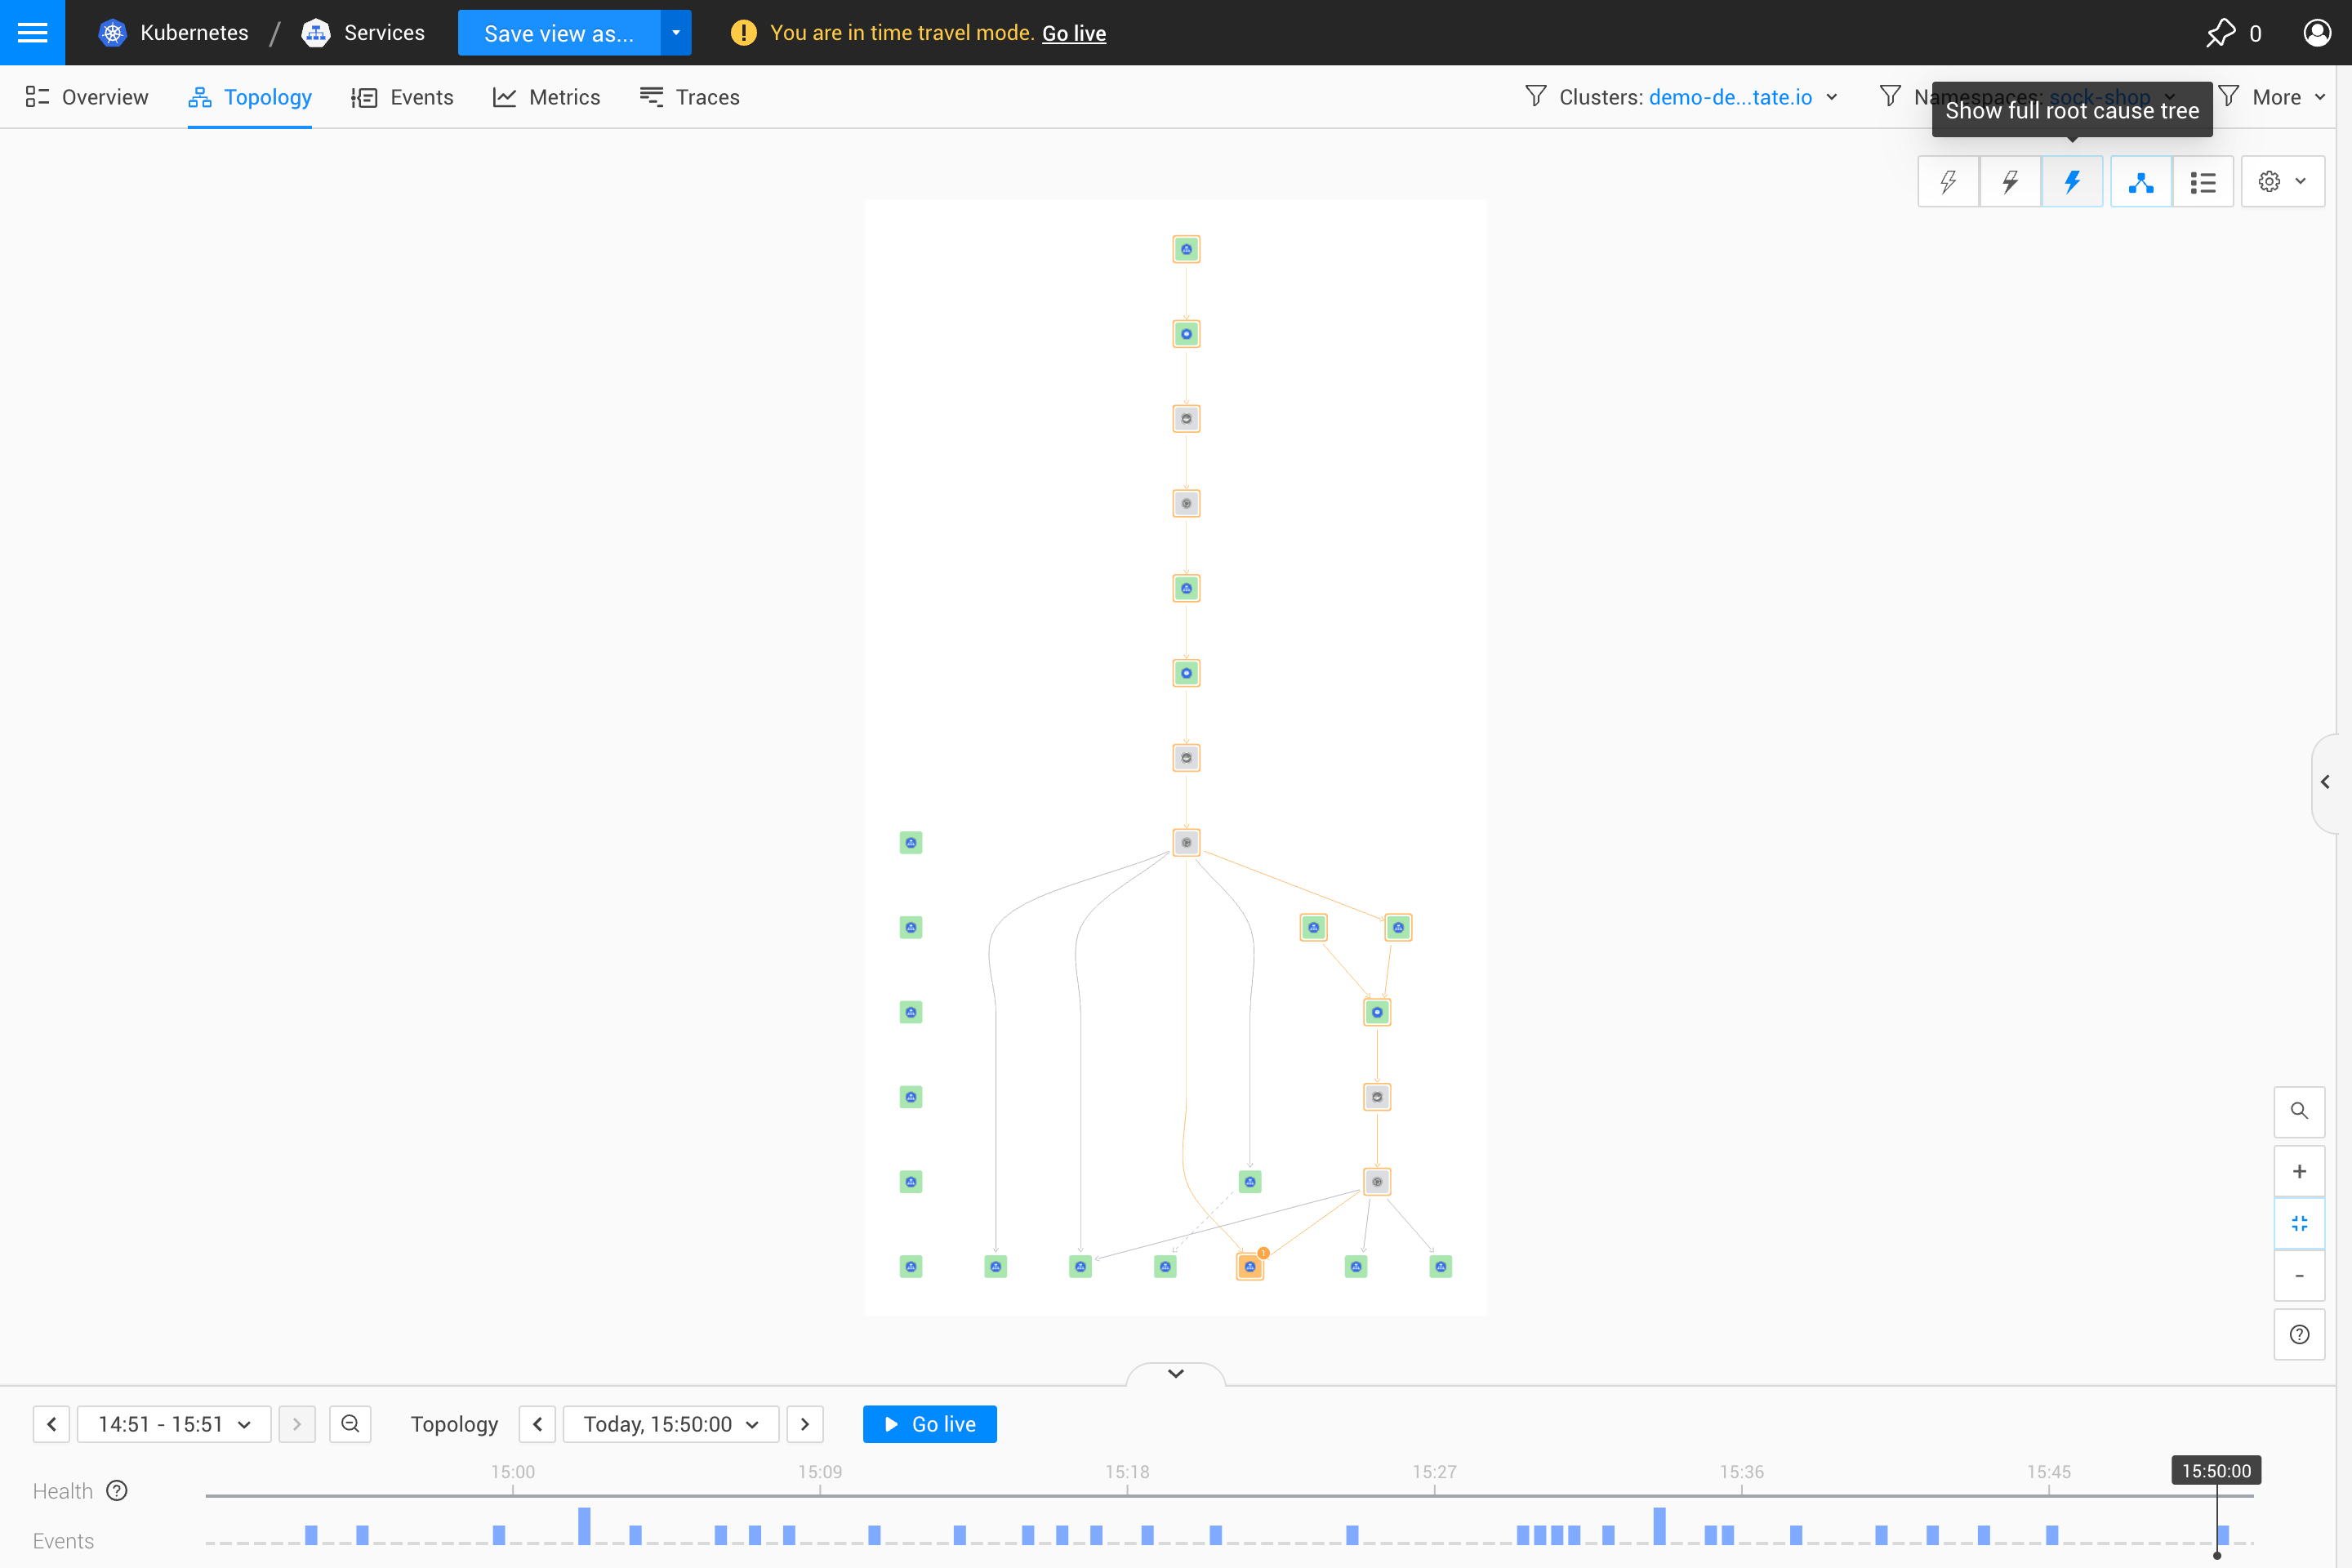 Kubernetes / Services Save view as... ! You are in time travel mode. Go live 0
Overview Topology Events Metrics Traces Clusters: demo-de...tate.io Namespaces: sock-shop More
Show full root cause tree
1
+
-
?
14:51 - 15:51 Topology Today, 15:50:00 Go live
15:00 15:09 15:18 15:27 15:36 15:45 15:50:00
Health ?
Events